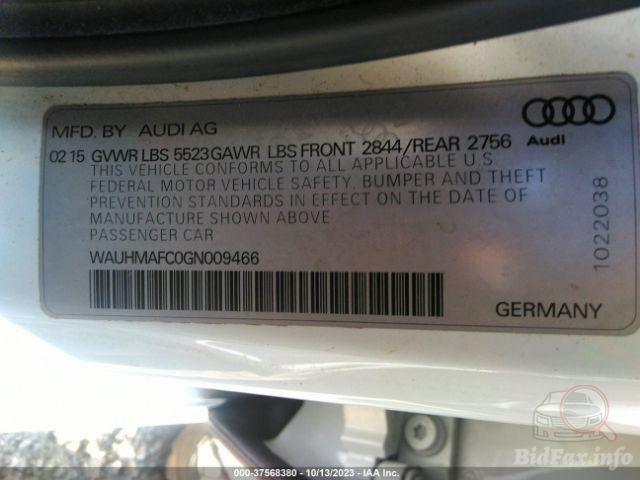 MFD. BY AUDI AG
02 15 GVWR LBS 5523 GAWR LBS FRONT 2844/REAR 2756
Audi
THIS VEHICLE CONFORMS TO ALL APPLICABLE U.S.
FEDERAL MOTOR VEHICLE SAFETY, BUMPER AND THEFT
PREVENTION STANDARDS IN EFFECT ON THE DATE OF
MANUFACTURE SHOWN ABOVE
PASSENGER CAR
1022038
WAUHMAFC0GN009466
GERMANY
000-37568380 - 10/13/2023 - IAA Inc.
BidFax.info